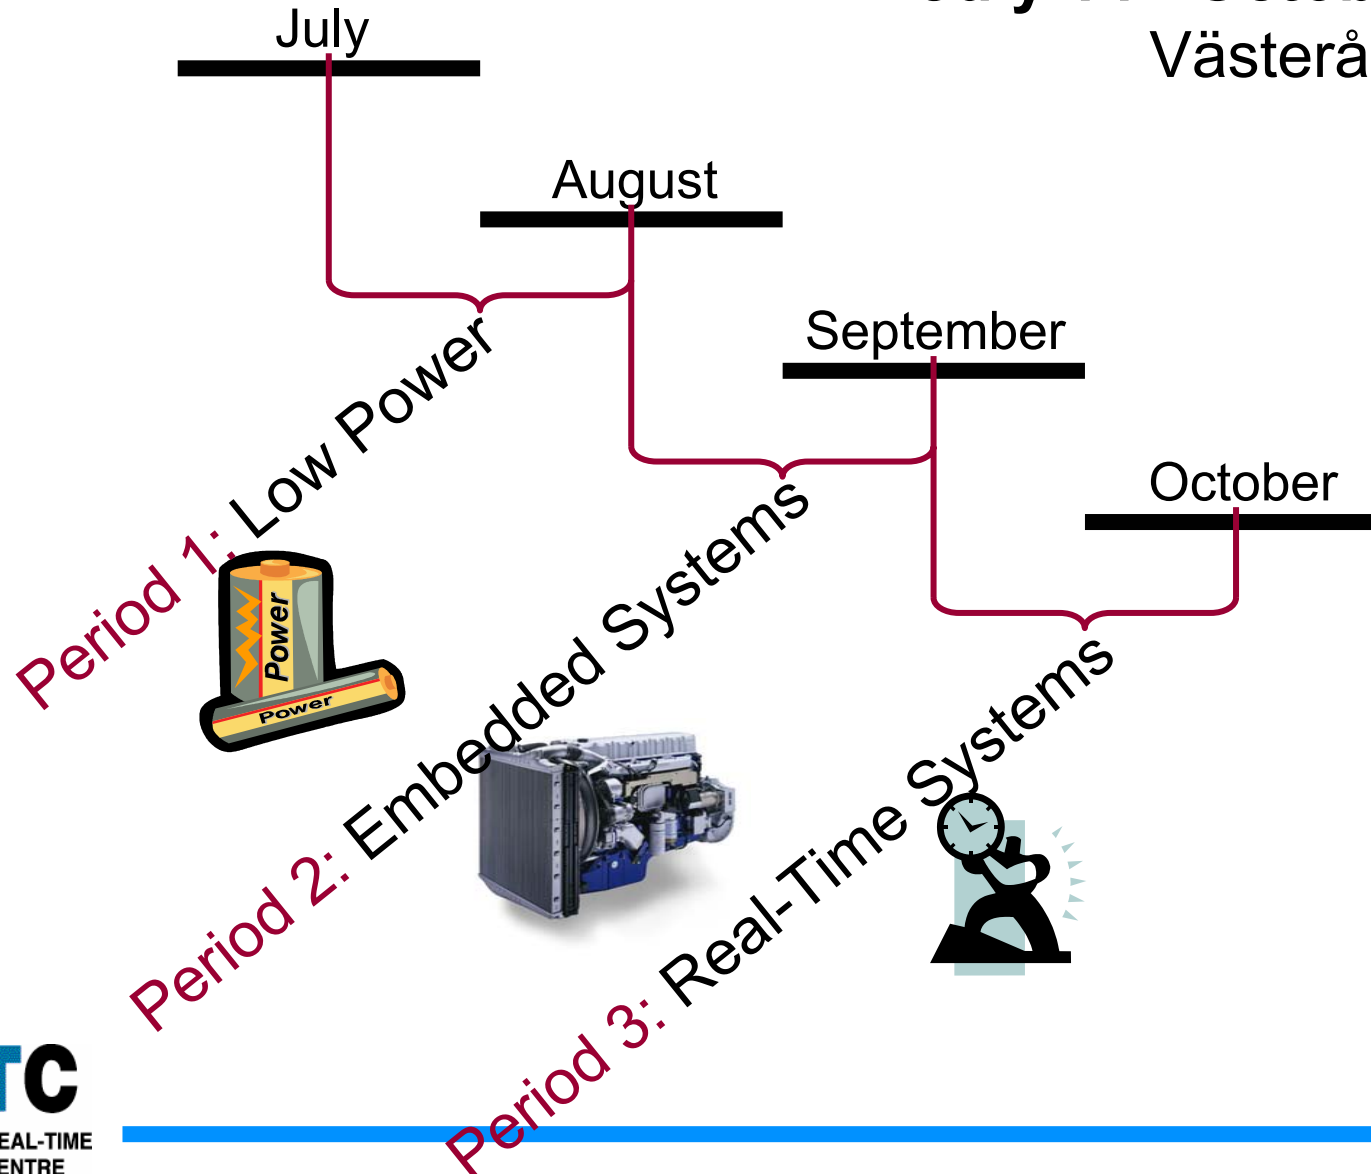 July
Västerå
August
September
October
Period 1: Low Power
Power
Power
Period 2: Embedded Systems
Period 3: Real-Time Systems
TC
EAL-TIME
ENTRE